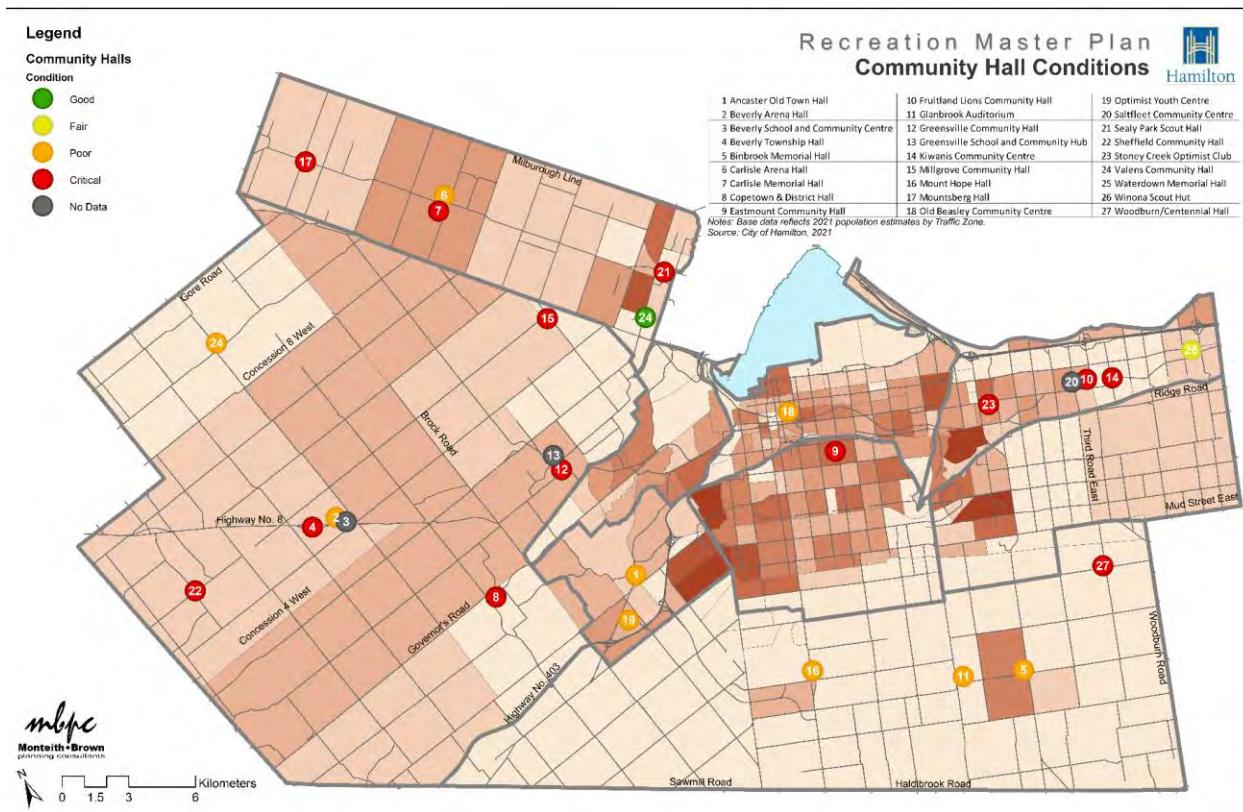 Legend
Community Halls
Condition
Good
Fair
Poor
Critical
No Data
Recreation Master Plan
Community Hall Conditions
Hamilton
1 Ancaster Old Town Hall
2 Beverly Arena Hall
3 Beverly School and Community Centre
4 Beverly Township Hall
5 Binbrook Memorial Hall
6 Carlisle Arena Hall
7 Carlisle Memorial Hall
8 Copetown & District Hall
9 Eastmount Community Hall
10 Fruitland Lions Community Hall
11 Glanbrook Auditorium
12 Greensville Community Hall
13 Greensville School and Community Hub
14 Kiwanis Community Centre
15 Millgrove Community Hall
16 Mount Hope Hall
17 Mountsberg Hall
18 Old Beasley Community Centre
19 Optimist Youth Centre
20 Saltfleet Community Centre
21 Sealy Park Scout Hall
22 Sheffield Community Hall
23 Stoney Creek Optimist Club
24 Valens Community Hall
25 Waterdown Memorial Hall
26 Winona Scout Hut
27 Woodburn/Centennial Hall
Notes: Base data reflects 2021 population estimates by Traffic Zone.
Source: City of Hamilton, 2021
Milburough Line
17
6
7
21
Gore Road
15
24
24
Concession 8 West
Brock Road
20
10
14
Ridge Road
18
23
9
13
12
Third Road East
Mud Street East
Highway No. 8
2
3
4
1
27
22
8
Concession 4 West
Governor's Road
19
Woodburn Road
16
11
5
Highway No. 403
mbpc
Monteith•Brown
planning consultants
N
Kilometers
0 1.5 3 6
Sawmill Road
Haldibrook Road